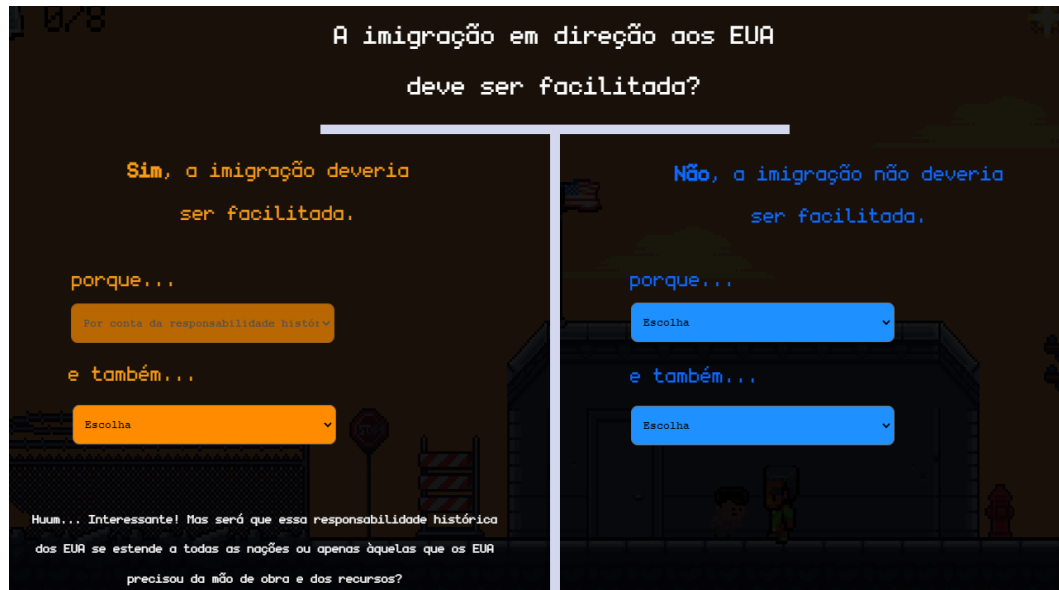 0/8
A imigração em direção aos EUA
deve ser facilitada?
Sim, a imigração deveria
ser facilitada.
porque...
Por conta da responsabilidade histór
e também...
Escolha
Huum... Interessante! Mas será que essa responsabilidade histórica
dos EUA se estende a todas as nações ou apenas àquelas que os EUA
precisou da mão de obra e dos recursos?
Não, a imigração não deveria
ser facilitada.
porque...
Escolha
e também...
Escolha
STOP